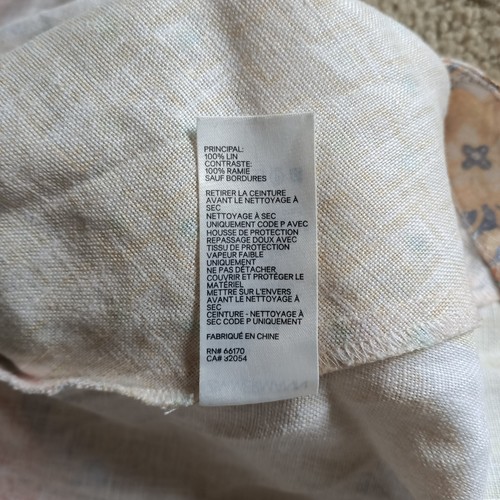 PRINCIPAL:
100% LIN
CONTRASTE:
100% RAMIE
SAUF BORDURES
RETIRER LA CEINTURE
AVANT LE NETTOYAGE À
SEC
NETTOYAGE À SEC
UNIQUEMENT CODE P AVEC
HOUSSE DE PROTECTION
REPASSAGE DOUX AVEC
TISSU DE PROTECTION
VAPEUR FAIBLE
UNIQUEMENT
NE PAS DÉTACHER
COUVRIR ET PROTÉGER LE
MATÉRIEL
METTRE SUR L'ENVERS
AVANT LE NETTOYAGE À
SEC
CEINTURE - NETTOYAGE À
SEC CODE P UNIQUEMENT
FABRIQUÉ EN CHINE
RN# 66170
CA# 32054